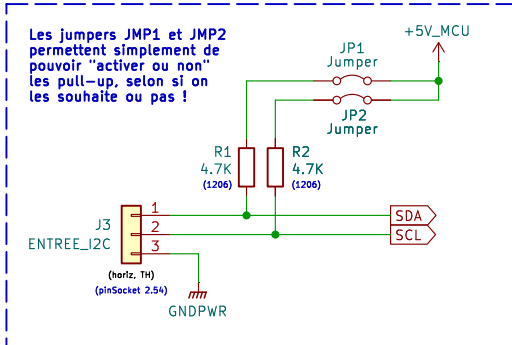 Les jumpers JMP1 et JMP2
permettent simplement de
pouvoir "activer ou non"
les pull-up, selon si on
les souhaite ou pas !
+5V_MCU
JP1
Jumper
JP2
Jumper
R1
4.7K
(1206)
R2
4.7K
(1206)
J3
ENTREE_I2C
1
2
3
(horiz, TH)
(pinSocket 2.54)
SDA
SCL
GNDPWR